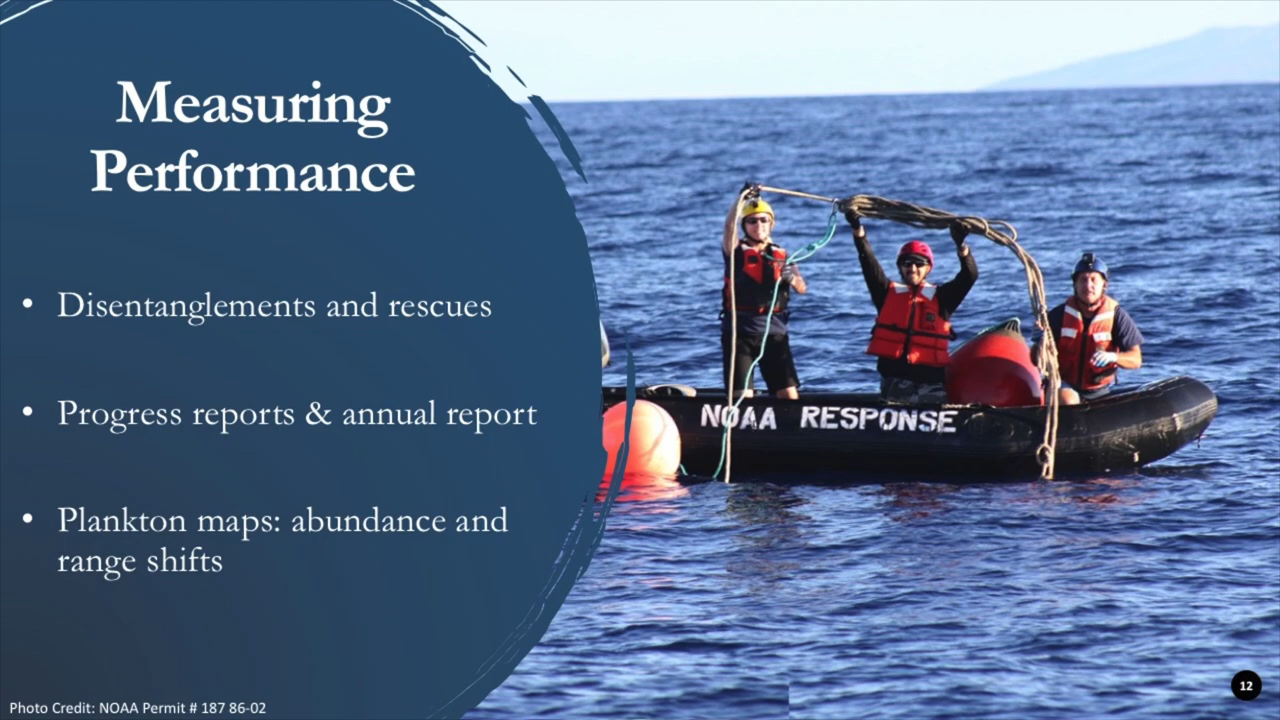 Measuring
Performance
• Disentanglements and rescues
• Progress reports & annual report
• Plankton maps: abundance and
range shifts
NOAA RESPONSE
Photo Credit: NOAA Permit # 187 86-02
12